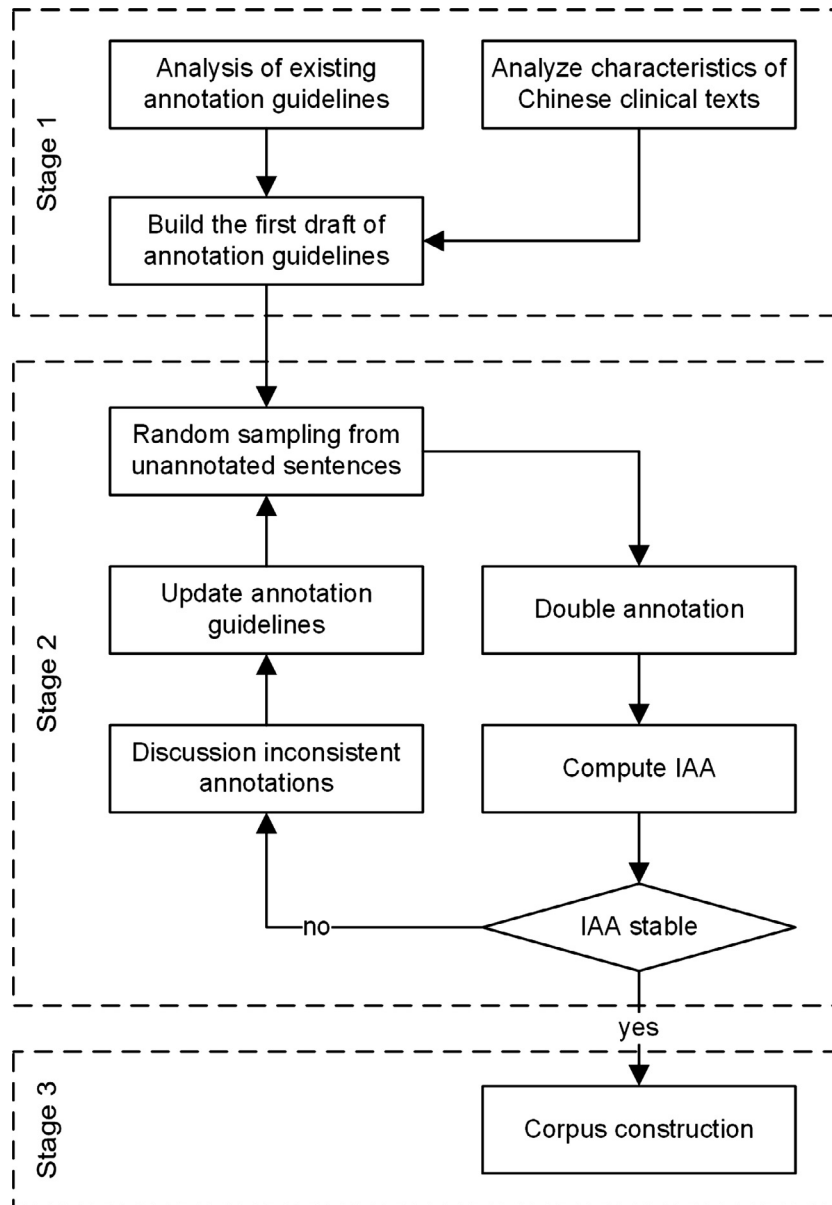 Stage 1
Analysis of existing
annotation guidelines
Analyze characteristics of
Chinese clinical texts
Build the first draft of
annotation guidelines
Stage 2
Random sampling from
unannotated sentences
Update annotation
guidelines
Double annotation
Discussion inconsistent
annotations
Compute IAA
no
IAA stable
yes
Stage 3
Corpus construction